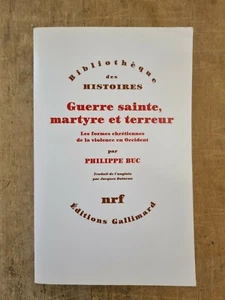 Bibliothèque
des
HISTOIRES
Guerre sainte,
martyre et terreur
Les formes chrétiennes
de la violence en Occident
par
PHILIPPE BUC
Traduit de l'anglais
par Jacques Dalarun
nrf
Éditions Gallimard